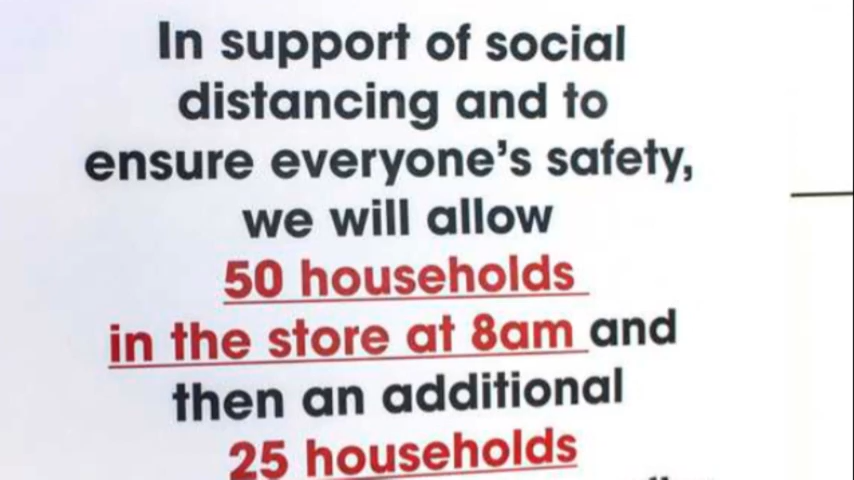 In support of social
distancing and to
ensure everyone's safety,
we will allow
50 households
in the store at 8am and
then an additional
25 households